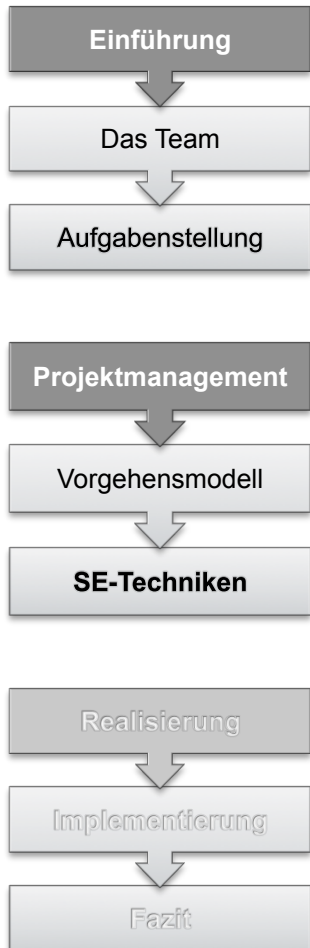 Einführung
Das Team
Aufgabenstellung
Projektmanagement
Vorgehensmodell
SE-Techniken
Realisierung
Implementierung
Fazit